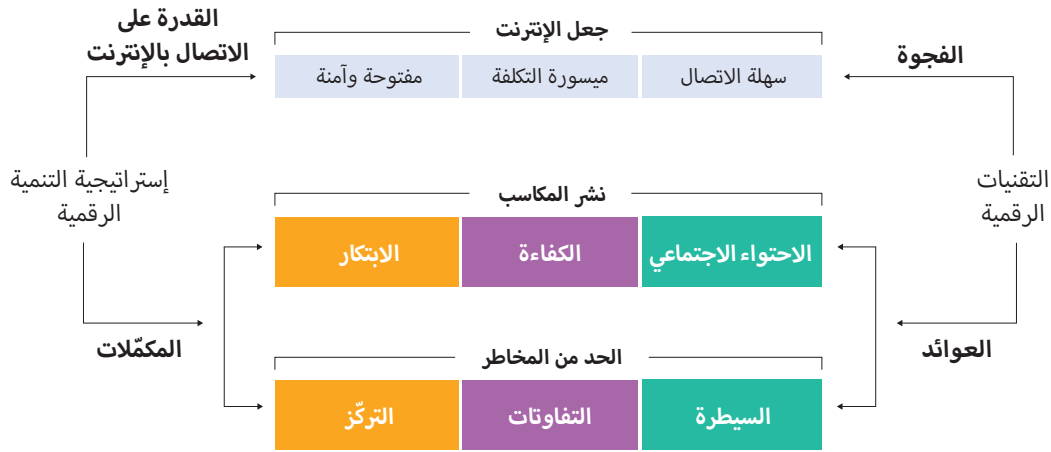 جعل الإنترنت
الفجوة
القدرة على
الاتصال بالإنترنت
سهلة الاتصال
ميسورة التكلفة
مفتوحة وآمنة
التقنيات
الرقمية
إستراتيجية التنمية
الرقمية
نشر المكاسب
الاحتواء الاجتماعي
الكفاءة
الابتكار
العوائد
المكمّلات
الحد من المخاطر
السيطرة
التفاوتات
التركّز